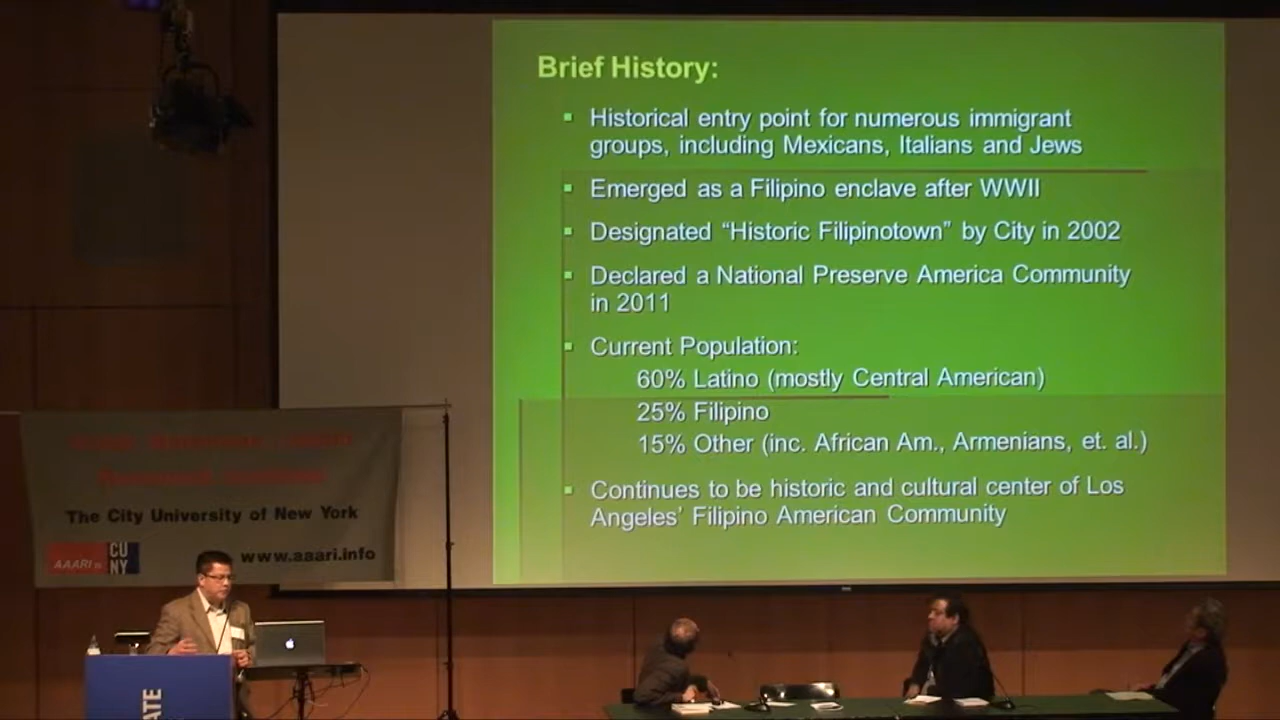 Brief History:
Historical entry point for numerous immigrant
groups, including Mexicans, Italians and Jews
Emerged as a Filipino enclave after WWII
Designated “Historic Filipinotown” by City in 2002
Declared a National Preserve America Community
in 2011
Current Population:
60% Latino (mostly Central American)
25% Filipino
15% Other (inc. African Am., Armenians, et. al.)
Continues to be historic and cultural center of Los
Angeles’ Filipino American Community
The City University of New York
AAARI
CU
NY
www.aaari.info
ATE